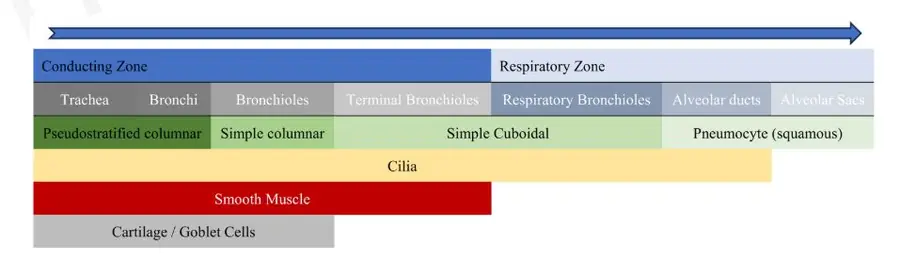 Conducting Zone Respiratory Zone
Trachea Bronchi Bronchioles Terminal Bronchioles Respiratory Bronchioles Alveolar ducts Alveolar Sacs
Pseudostratified columnar Simple columnar Simple Cuboidal Pneumocyte (squamous)
Cilia
Smooth Muscle
Cartilage / Goblet Cells